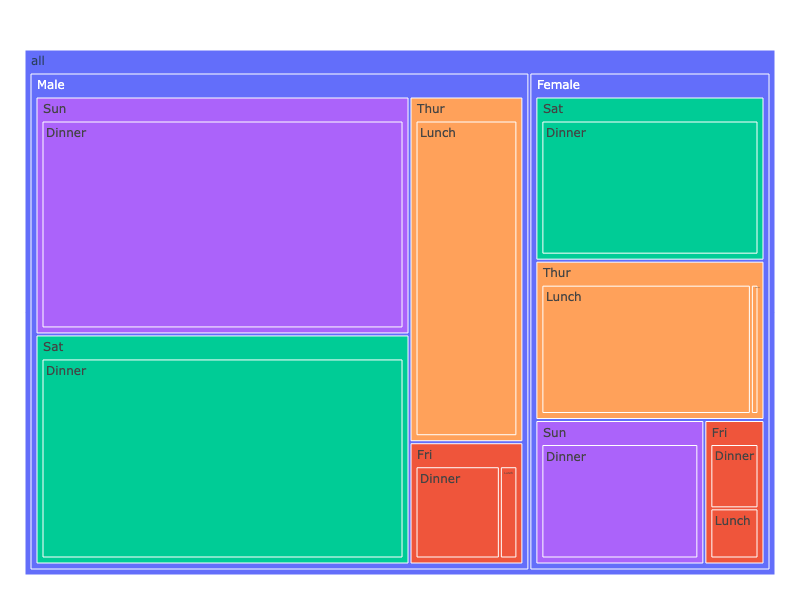 all
Male
Sun
Dinner
Sat
Dinner
Thur
Lunch
Fri
Dinner
Female
Sat
Dinner
Thur
Lunch
Sun
Dinner
Fri
Dinner
Lunch